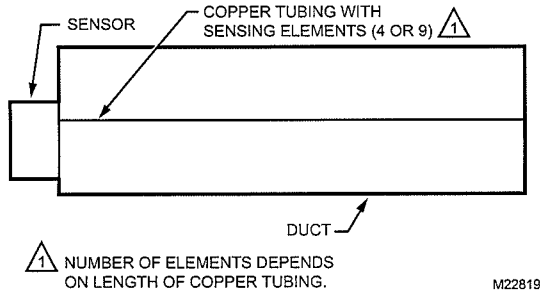 SENSOR
COPPER TUBING WITH
SENSING ELEMENTS (4 OR 9) 1
DUCT
1 NUMBER OF ELEMENTS DEPENDS
ON LENGTH OF COPPER TUBING.
M22819